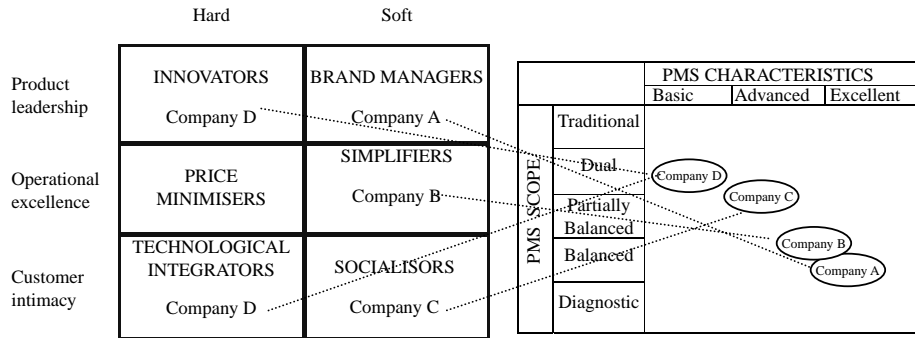 Hard Soft
Product leadership
INNOVATORS
Company D
BRAND MANAGERS
Company A
Operational excellence
PRICE
MINIMISERS
SIMPLIFIERS
Company B
Customer intimacy
TECHNOLOGICAL
INTEGRATORS
Company D
SOCIALISORS
Company C
PMS CHARACTERISTICS
Basic Advanced Excellent
PMS SCOPE
Traditional
Dual
Partially
Balanced
Balanced
Diagnostic
Company D
Company C
Company B
Company A